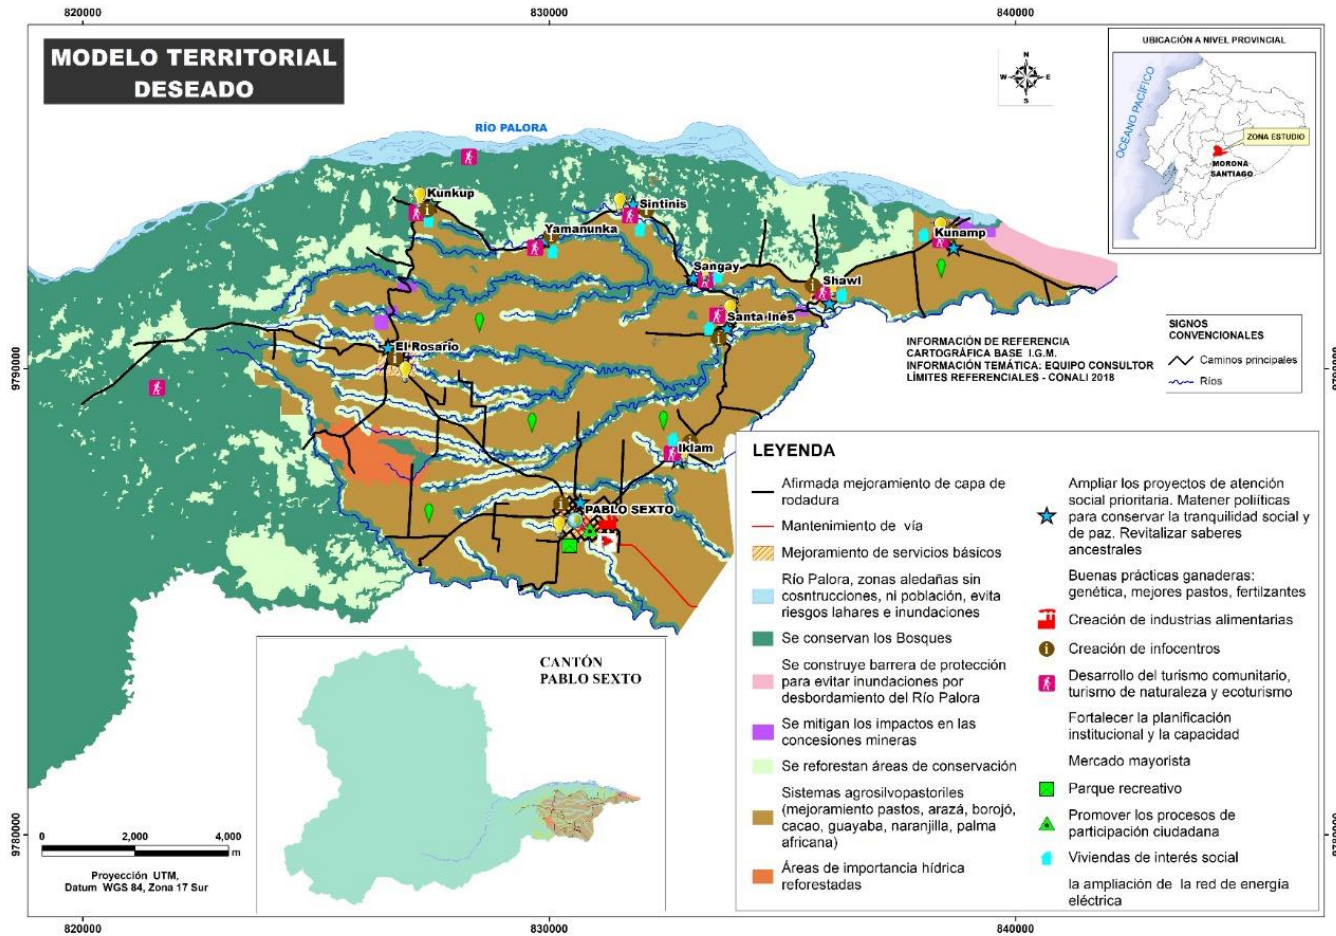 820000
830000
840000
MODELO TERRITORIAL
DESEADO
N
W
E
S
UBICACIÓN A NIVEL PROVINCIAL
OCEANO PACÍFICO
ZONA ESTUDIO
MORONA
SANTIAGO
RÍO PALORA
Kunkup
Sintinis
Yamanunka
Kunamp
Sangay
Shawi
Santa Inés
El Rosario
Iklam
PABLO SEXTO
9790000
9790000
INFORMACIÓN DE REFERENCIA
CARTOGRÁFICA BASE I.G.M.
INFORMACIÓN TEMÁTICA: EQUIPO CONSULTOR
LÍMITES REFERENCIALES - CONALI 2018
SIGNOS
CONVENCIONALES
Caminos principales
Ríos
LEYENDA
Afirmada mejoramiento de capa de
rodadura
Mantenimiento de vía
Mejoramiento de servicios básicos
Río Palora, zonas aledañas sin
cosntrucciones, ni población, evita
riesgos lahares e inundaciones
Se conservan los Bosques
Se construye barrera de protección
para evitar inundaciones por
desbordamiento del Río Palora
Se mitigan los impactos en las
concesiones mineras
Se reforestan áreas de conservación
Sistemas agrosilvopastoriles
(mejoramiento pastos, arazá, borojó,
cacao, guayaba, naranjilla, palma
africana)
Áreas de importancia hídrica
reforestadas
Ampliar los proyectos de atención
social prioritaria. Matener poliíticas
para conservar la tranquilidad social y
de paz. Revitalizar saberes
ancestrales
Buenas prácticas ganaderas:
genética, mejores pastos, fertilzantes
Creación de industrias alimentarias
Creación de infocentros
Desarrollo del turismo comunitario,
turismo de naturaleza y ecoturismo
Fortalecer la planificación
institucional y la capacidad
Mercado mayorista
Parque recreativo
Promover los procesos de
participación ciudadana
Viviendas de interés social
la ampliación de la red de energía
eléctrica
CANTÓN
PABLO SEXTO
9780000
9780000
0 2,000 4,000
m
Proyección UTM,
Datum WGS 84, Zona 17 Sur
820000
830000
840000